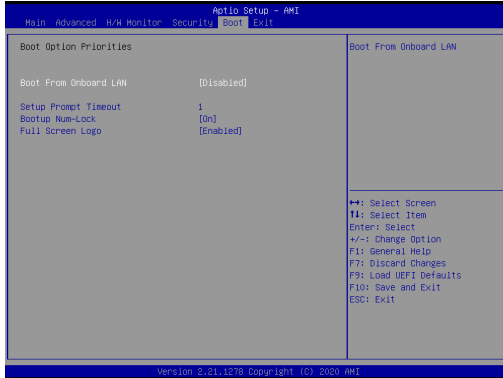 Aptio Setup - AMI
Main Advanced H/W Monitor Security Boot Exit
Boot Option Priorities
Boot From Onboard LAN [Disabled]
Setup Prompt Timeout 1
Bootup Num-Lock [On]
Full Screen Logo [Enabled]
Boot From Onboard LAN
↔: Select Screen
↑↓: Select Item
Enter: Select
+/-: Change Option
F1: General Help
F7: Discard Changes
F9: Load UEFI Defaults
F10: Save and Exit
ESC: Exit
Version 2.21.1278 Copyright (C) 2020 AMI